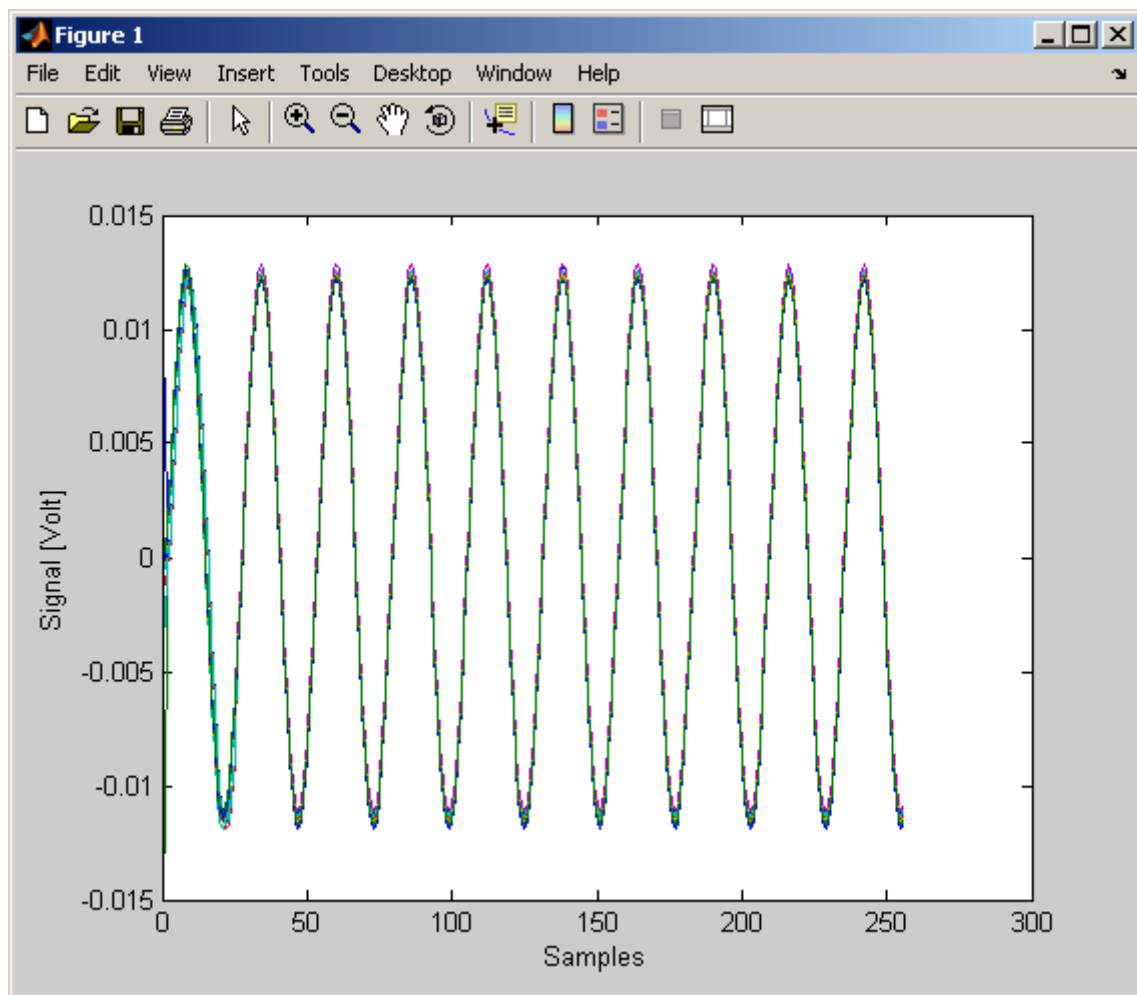 Figure 1
File Edit View Insert Tools Desktop Window Help
0.015
0.01
0.005
0
-0.005
-0.01
-0.015
Signal [Volt]
0 50 100 150 200 250 300
Samples